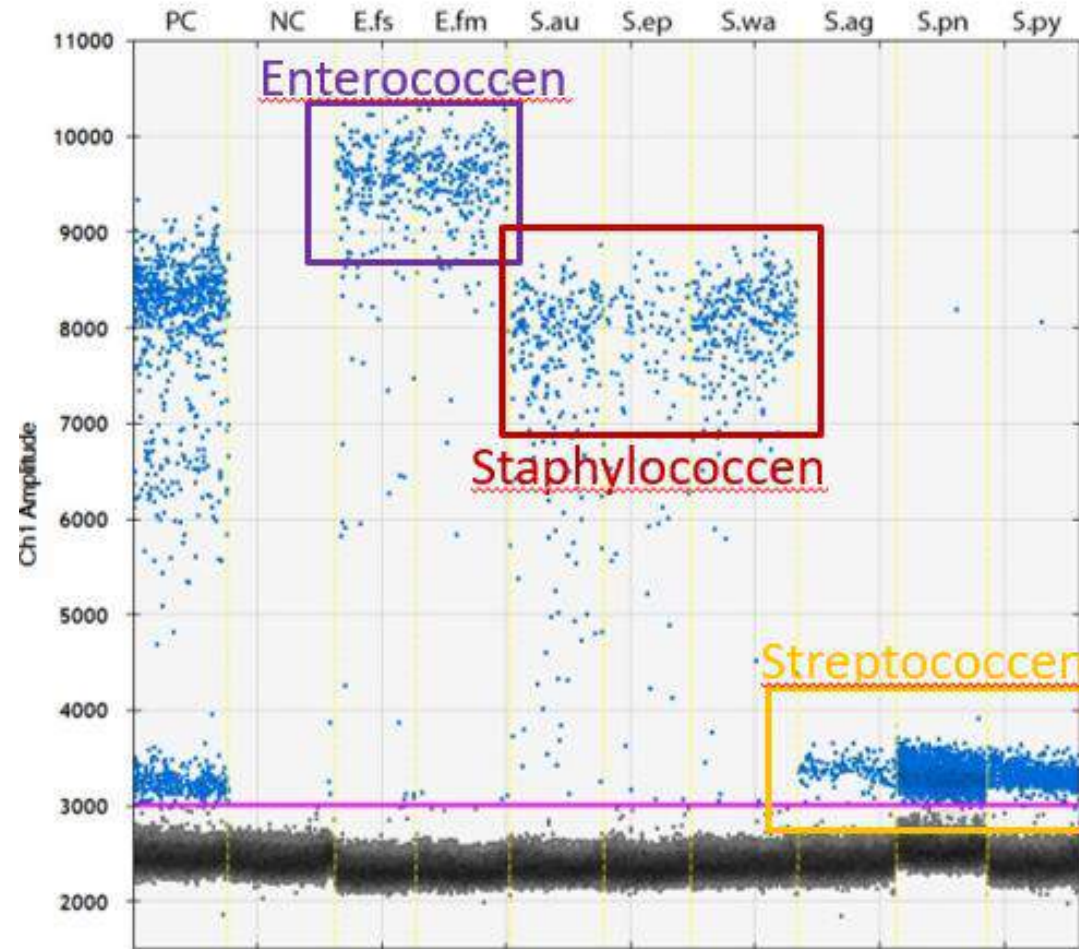 PC NC E.fs E.fm S.au S.ep S.wa S.ag S.pn S.py
11000
Enterococcen
10000
9000
8000
7000
Staphylococcen
6000
Ch1 Amplitude
5000
Streptococcen
4000
3000
2000